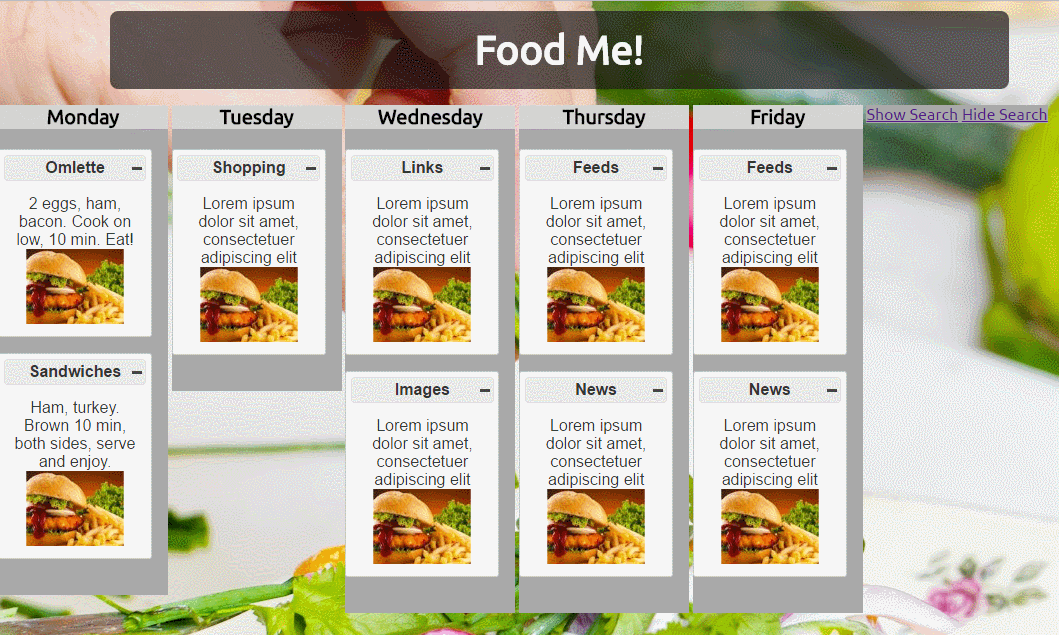 Food Me!
Monday
Tuesday
Wednesday
Thursday
Friday
Show Search Hide Search
Omlette
2 eggs, ham,
bacon. Cook on
low, 10 min. Eat!
Sandwiches
Ham, turkey.
Brown 10 min,
both sides, serve
and enjoy.
Shopping
Lorem ipsum
dolor sit amet,
consectetuer
adipiscing elit
Links
Lorem ipsum
dolor sit amet,
consectetuer
adipiscing elit
Images
Lorem ipsum
dolor sit amet,
consectetuer
adipiscing elit
Feeds
Lorem ipsum
dolor sit amet,
consectetuer
adipiscing elit
News
Lorem ipsum
dolor sit amet,
consectetuer
adipiscing elit
Feeds
Lorem ipsum
dolor sit amet,
consectetuer
adipiscing elit
News
Lorem ipsum
dolor sit amet,
consectetuer
adipiscing elit